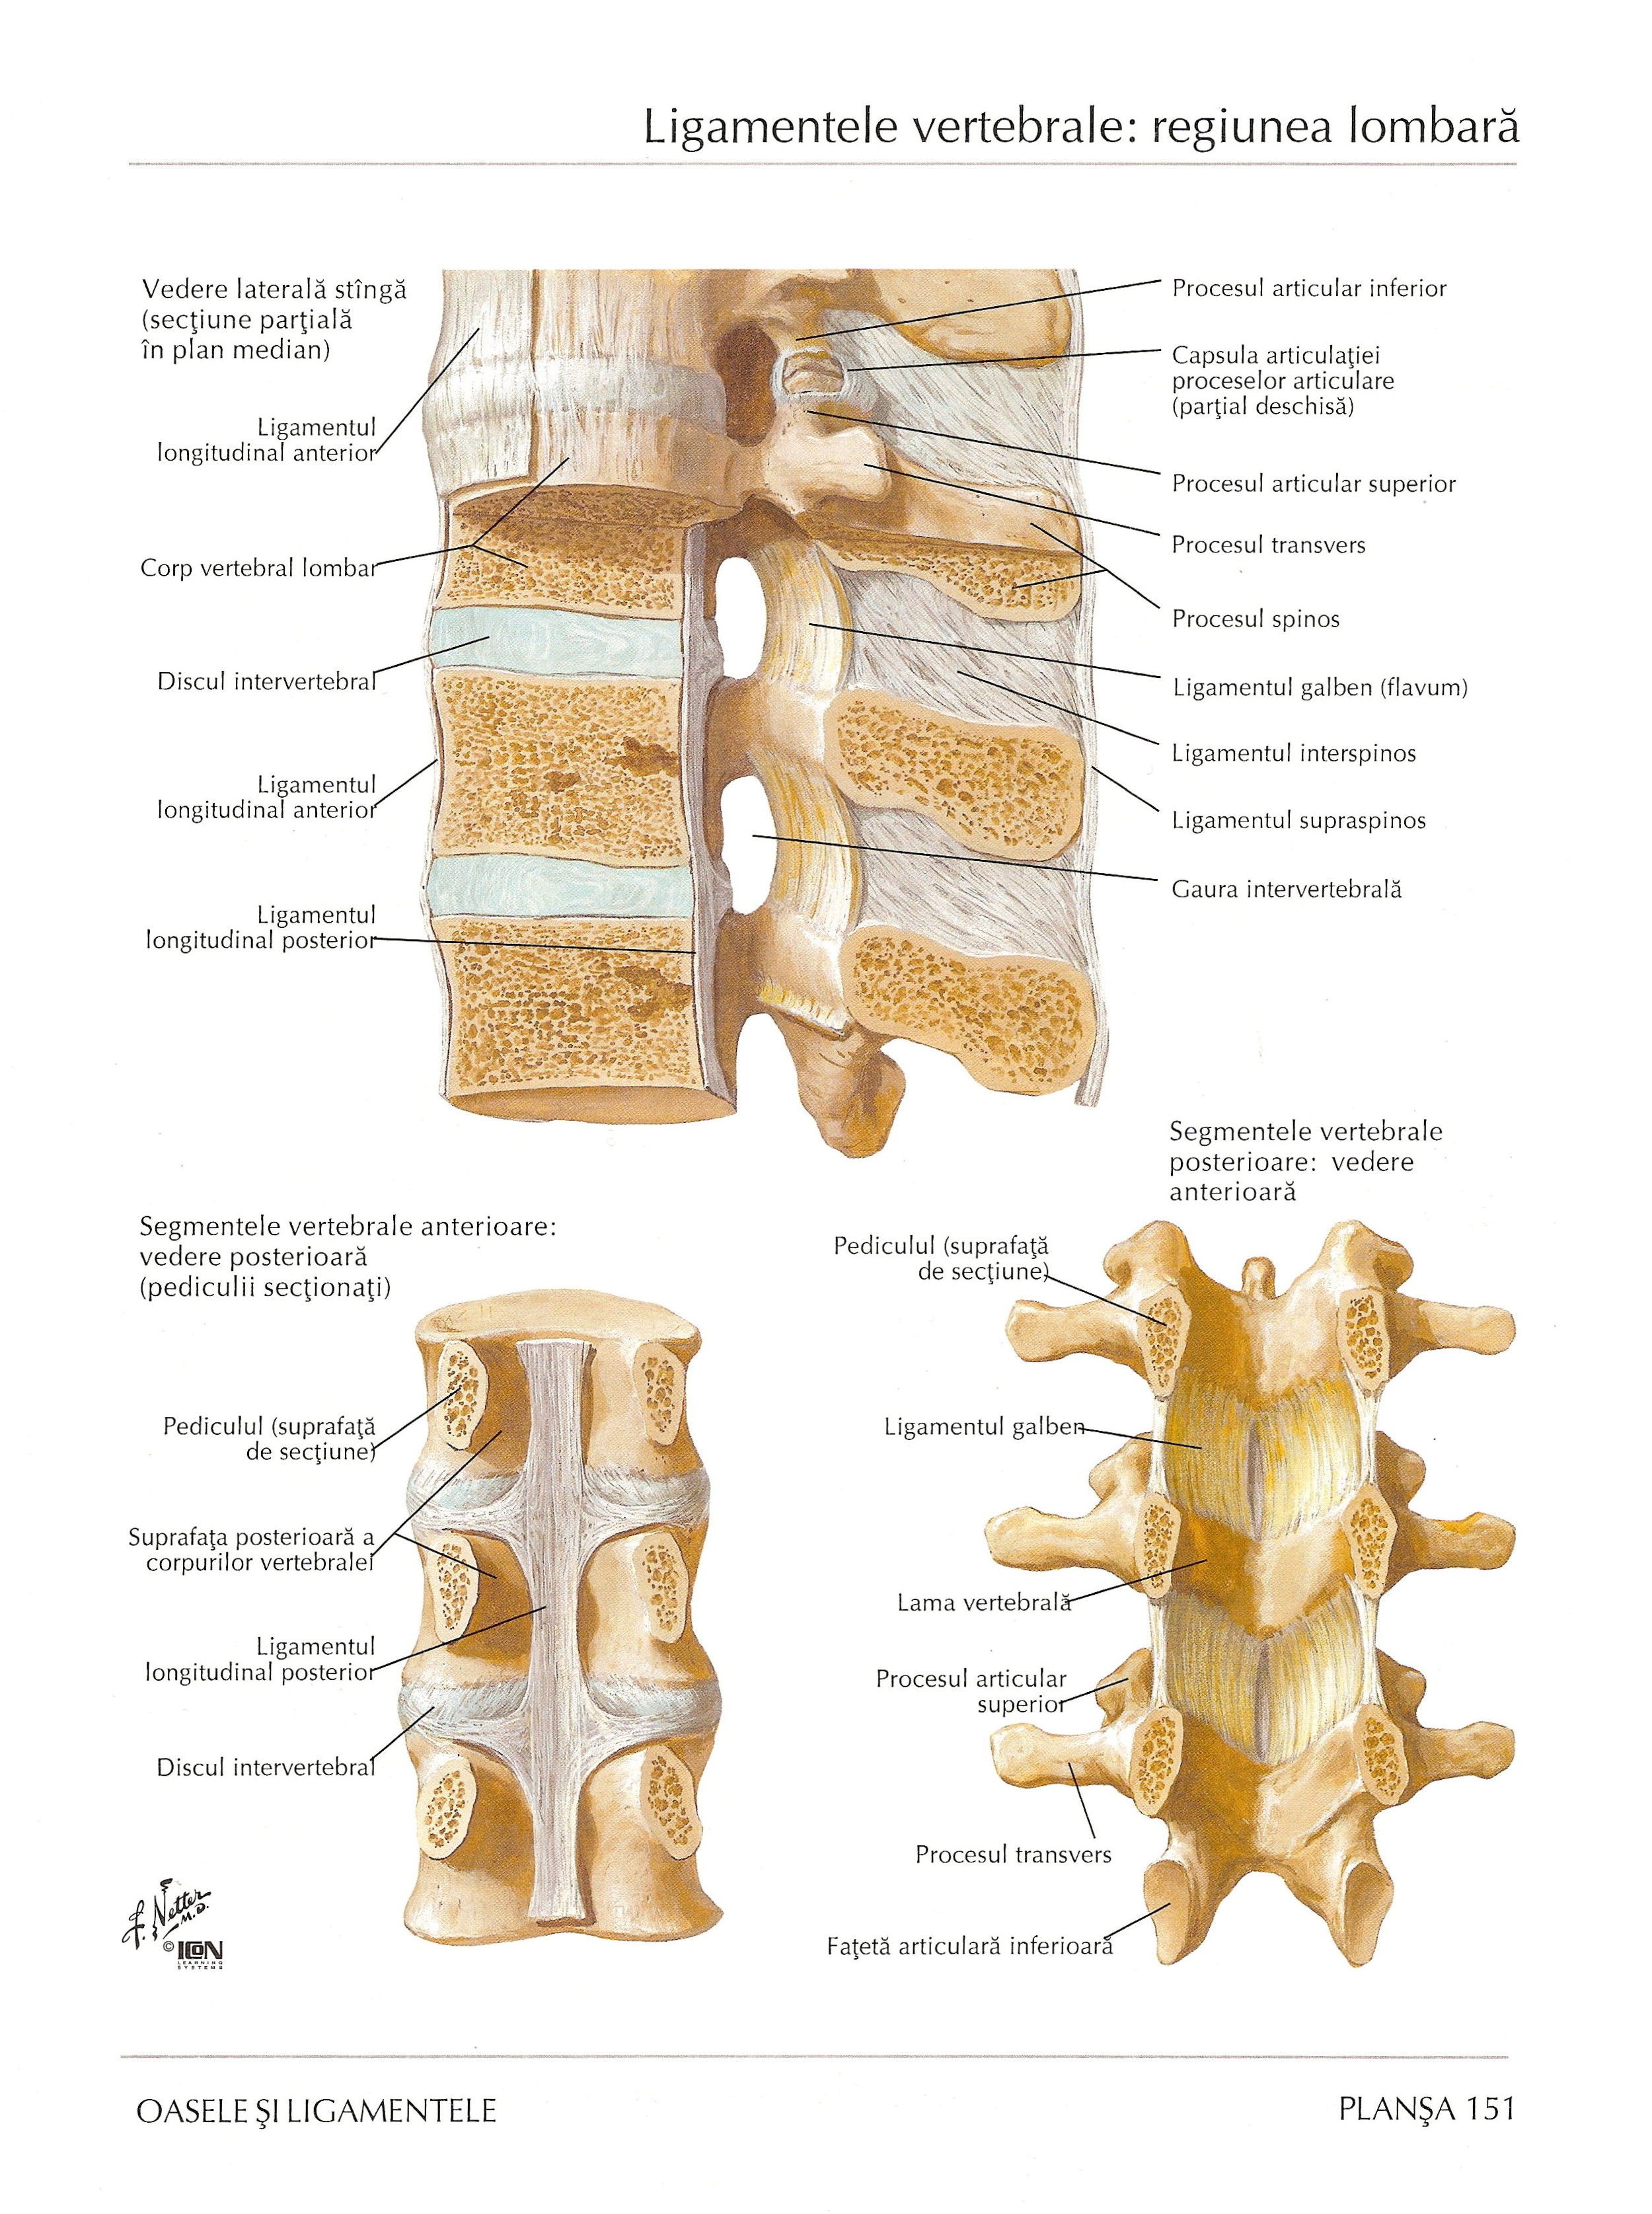 Ligamentele vertebrale: regiunea lombară
Vedere laterală stîngă
(secţiune parţială
în plan median)
Ligamentul
longitudinal anterior
Corp vertebral lombar
Discul intervertebral
Ligamentul
longitudinal anterior
Ligamentul
longitudinal posterior
Procesul articular inferior
Capsula articulaţiei
proceselor articulare
(parţial deschisă)
Procesul articular superior
Procesul transvers
Procesul spinos
Ligamentul galben (flavum)
Ligamentul interspinos
Ligamentul supraspinos
Gaura intervertebrală
Segmentele vertebrale anterioare:
vedere posterioară
(pediculii secţionaţi)
Pediculul (suprafaţă
de secţiune)
Suprafaţa posterioară a
corpurilor vertebralel
Ligamentul
longitudinal posterior
Discul intervertebral
Segmentele vertebrale
posterioare: vedere
anterioară
Pediculul (suprafaţă
de secţiune)
Ligamentul galben
Lama vertebrală
Procesul articular
superior
Procesul transvers
Faţetă articulară inferioară
F. Netter
M.D.
© ICON
LEARNING
SYSTEMS
OASELE ŞI LIGAMENTELE
PLANŞA 151